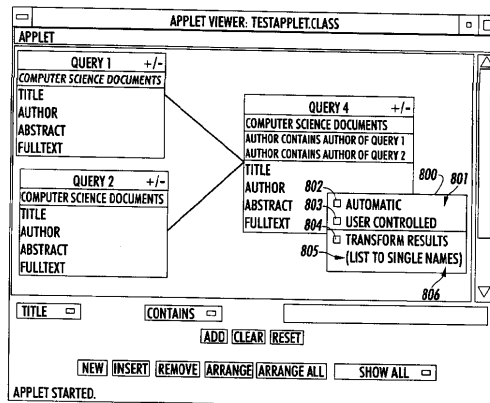 APPLET VIEWER: TESTAPPLET.CLASS
APPLET
QUERY 1 +/-
COMPUTER SCIENCE DOCUMENTS
TITLE
AUTHOR
ABSTRACT
FULLTEXT
QUERY 2 +/-
COMPUTER SCIENCE DOCUMENTS
TITLE
AUTHOR
ABSTRACT
FULLTEXT
QUERY 4 +/-
COMPUTER SCIENCE DOCUMENTS
AUTHOR CONTAINS AUTHOR OF QUERY 1
AUTHOR CONTAINS AUTHOR OF QUERY 2
TITLE
AUTHOR
ABSTRACT
FULLTEXT
800
801
802 AUTOMATIC
803 USER CONTROLLED
804 TRANSFORM RESULTS
805 (LIST TO SINGLE NAMES)
806
TITLE CONTAINS
ADD CLEAR RESET
NEW INSERT REMOVE ARRANGE ARRANGE ALL SHOW ALL
APPLET STARTED.